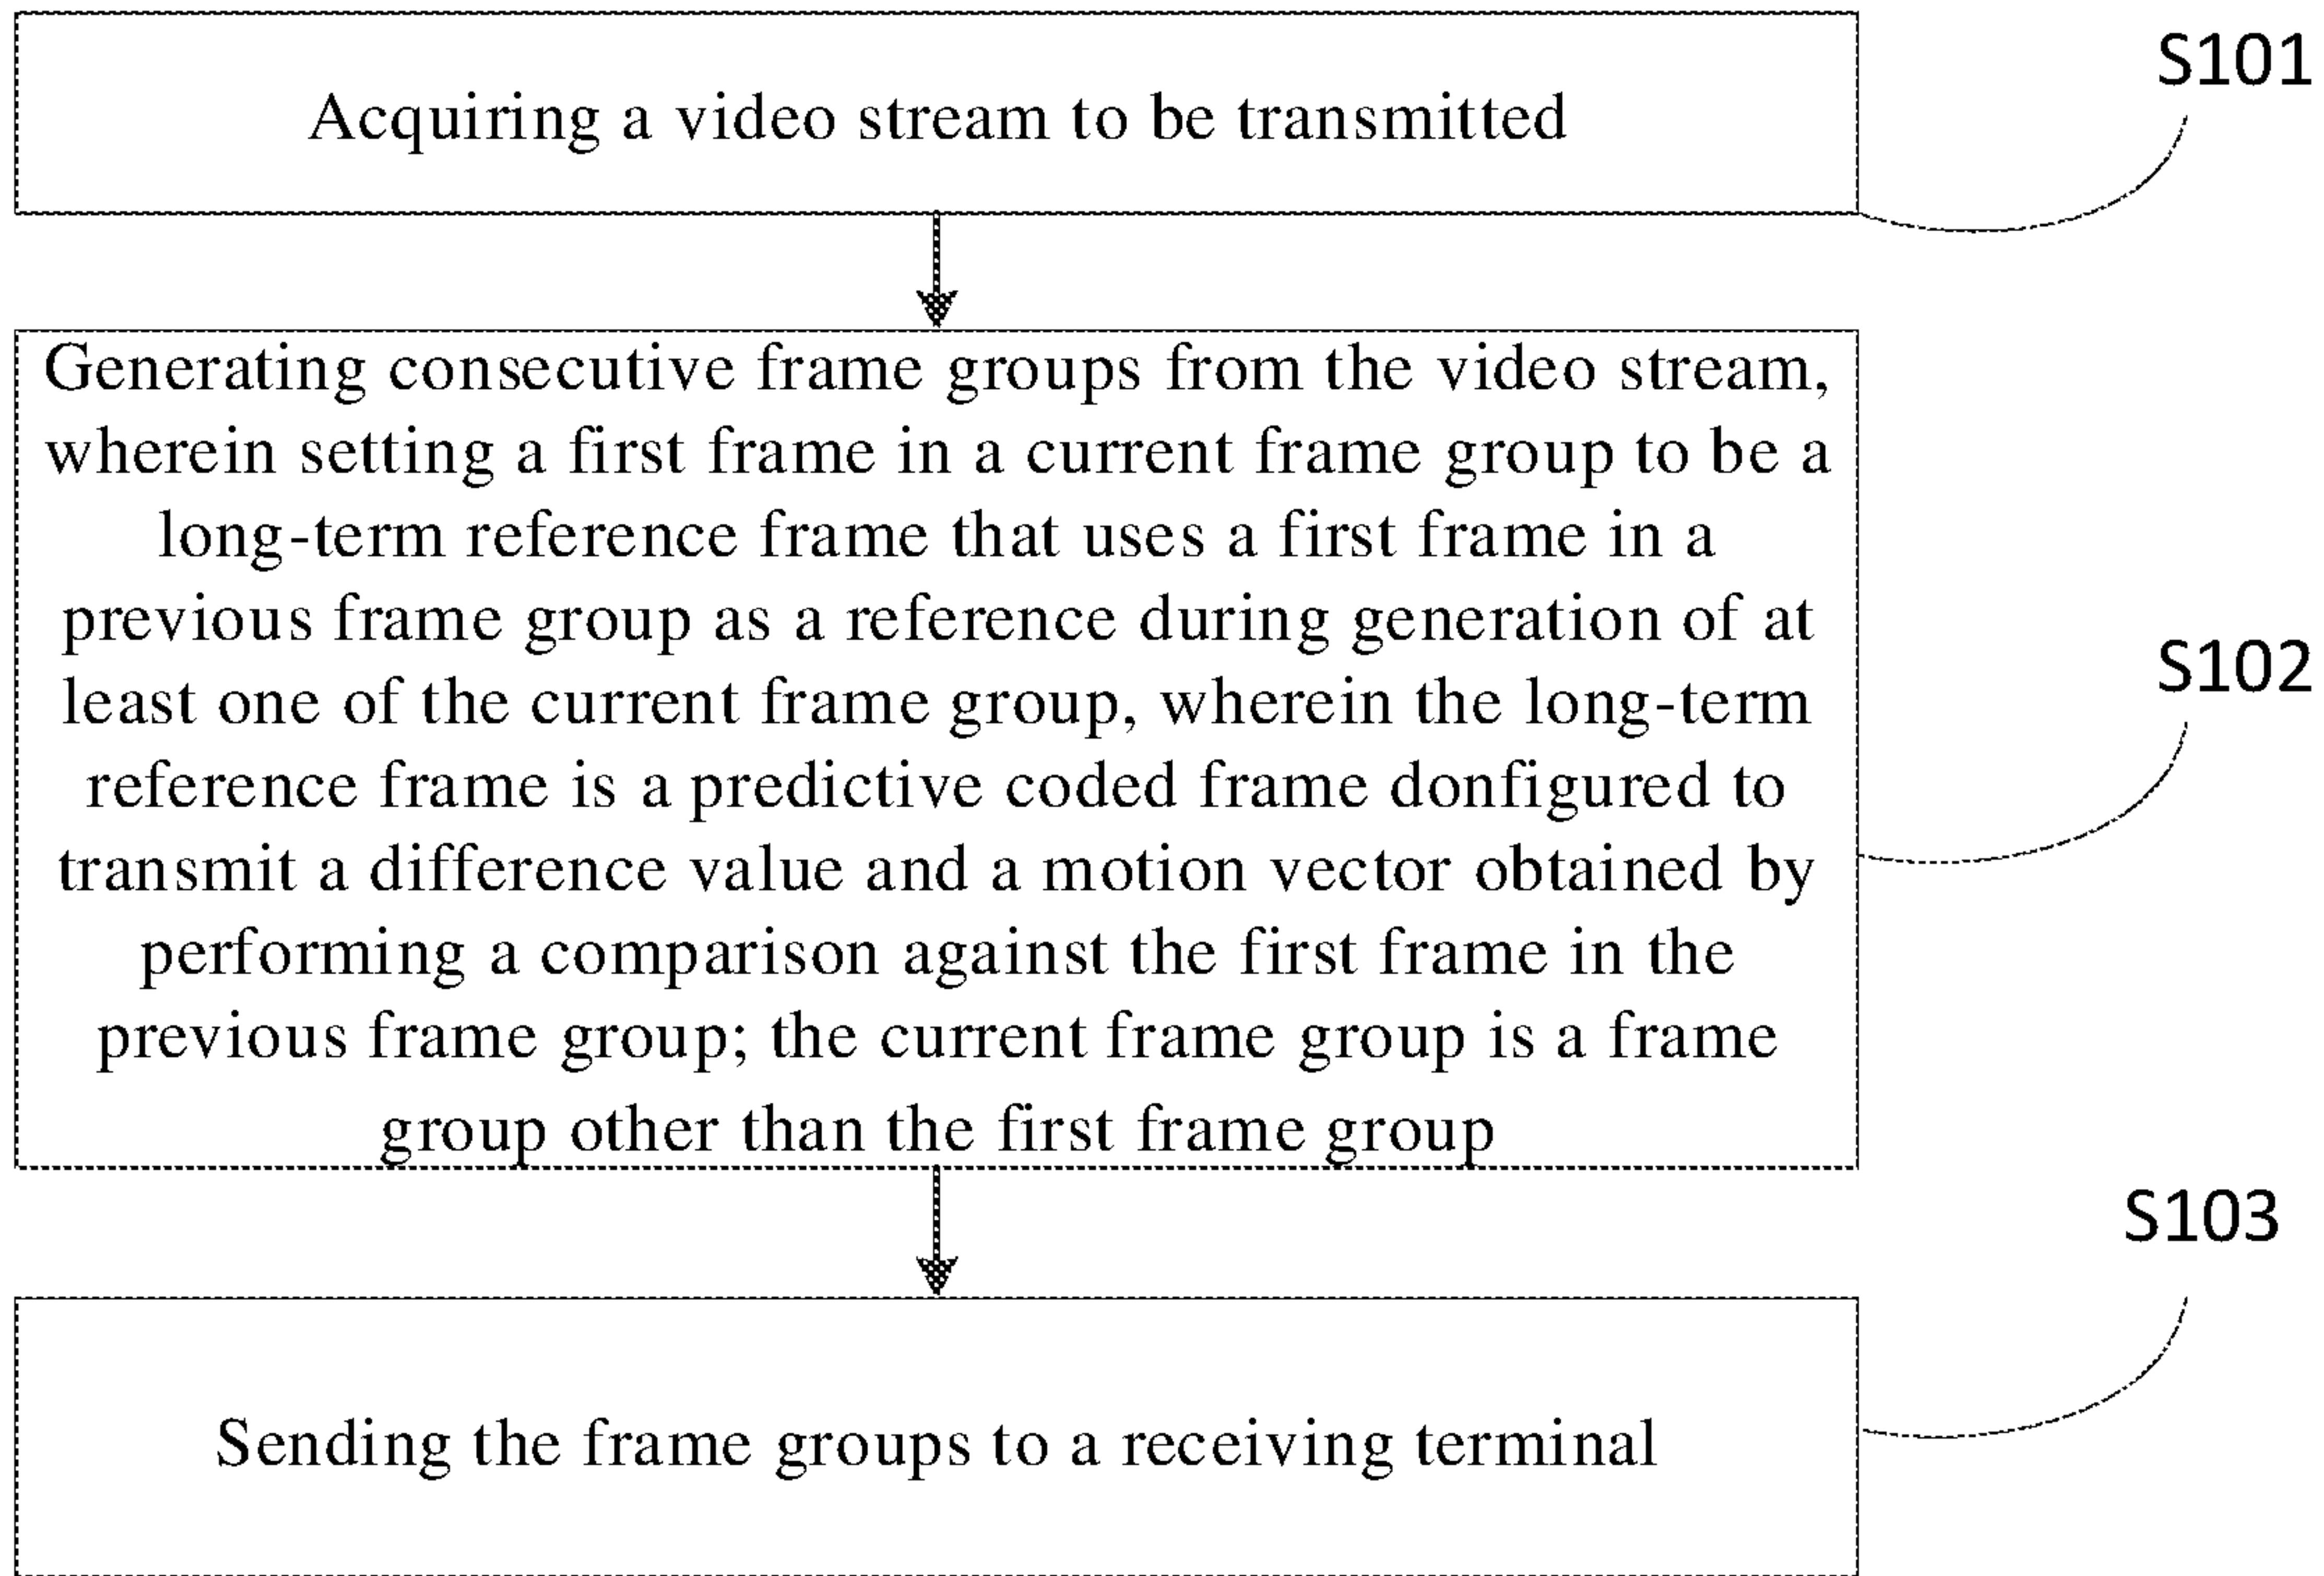 S101
Acquiring a video stream to be transmitted
Generating consecutive frame groups from the video stream,
wherein setting a first frame in a current frame group to be a
long-term reference frame that uses a first frame in a
previous frame group as a reference during generation of at
least one of the current frame group, wherein the long-term
reference frame is a predictive coded frame donfigured to
transmit a difference value and a motion vector obtained by
performing a comparison against the first frame in the
previous frame group; the current frame group is a frame
group other than the first frame group
S102
S103
Sending the frame groups to a receiving terminal